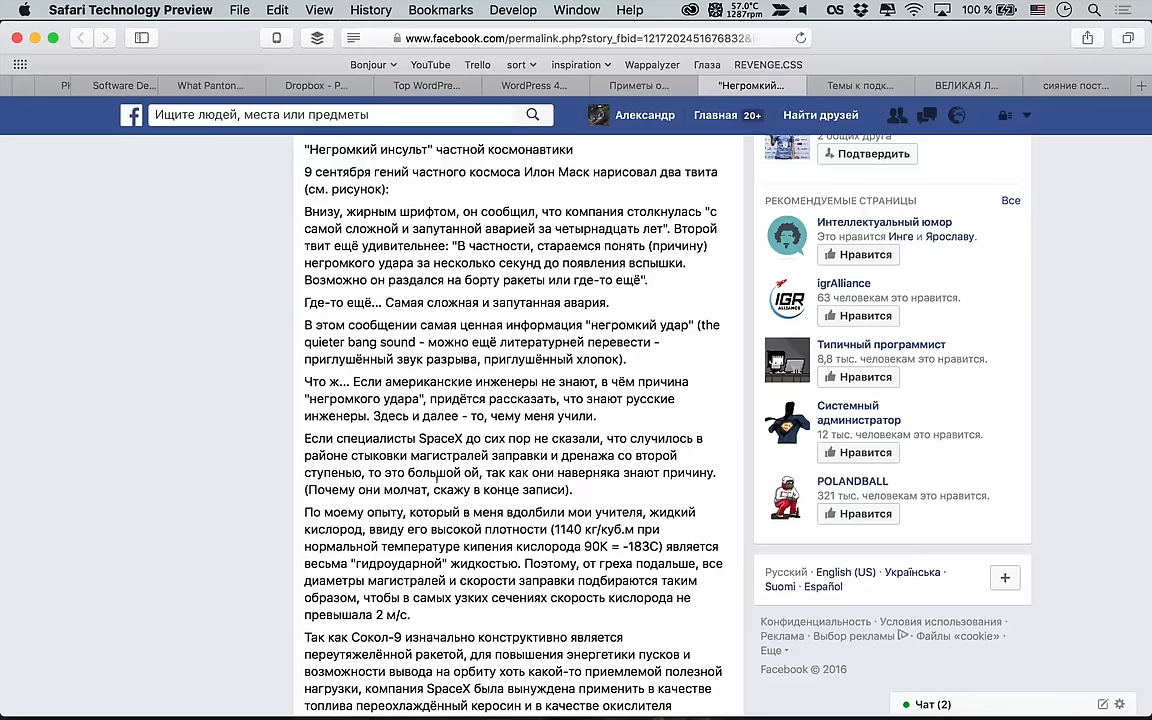 Safari Technology Preview File Edit View History Bookmarks Develop Window Help 57.0°C 1287rpm 100 %
www.facebook.com/permalink.php?story_fbid=1217202451676832&
Bonjour YouTube Trello sort inspiration Wappalyzer Глаза REVENGE.CSS
Software De... What Panton... Dropbox - P... Top WordPre... WordPress 4... Приметы о... "Негромкий... Темы к подк... ВЕЛИКАЯ Л... сияние пост...
Ищите людей, места или предметы Александр Главная 20+ Найти друзей
"Негромкий инсульт" частной космонавтики
9 сентября гений частного космоса Илон Маск нарисовал два твита
(см. рисунок):
Внизу, жирным шрифтом, он сообщил, что компания столкнулась "с
самой сложной и запутанной аварией за четырнадцать лет". Второй
твит ещё удивительнее: "В частности, стараемся понять (причину)
негромкого удара за несколько секунд до появления вспышки.
Возможно он раздался на борту ракеты или где-то ещё".
Где-то ещё... Самая сложная и запутанная авария.
В этом сообщении самая ценная информация "негромкий удар" (the
quieter bang sound - можно ещё литературней перевести -
приглушённый звук разрыва, приглушённый хлопок).
Что ж... Если американские инженеры не знают, в чём причина
"негромкого удара", придётся рассказать, что знают русские
инженеры. Здесь и далее - то, чему меня учили.
Если специалисты SpaceX до сих пор не сказали, что случилось в
районе стыковки магистралей заправки и дренажа со второй
ступенью, то это большой ой, так как они наверняка знают причину.
(Почему они молчат, скажу в конце записи).
По моему опыту, который в меня вдолбили мои учителя, жидкий
кислород, ввиду его высокой плотности (1140 кг/куб.м при
нормальной температуре кипения кислорода 90К = -183С) является
весьма "гидроударной" жидкостью. Поэтому, от греха подальше, все
диаметры магистралей и скорости заправки подбираются таким
образом, чтобы в самых узких сечениях скорость кислорода не
превышала 2 м/с.
Так как Сокол-9 изначально конструктивно является
переутяжелённой ракетой, для повышения энергетики пусков и
возможности вывода на орбиту хоть какой-то приемлемой полезной
нагрузки, компания SpaceX была вынуждена применить в качестве
топлива переохлаждённый керосин и в качестве окислителя
2 общих друга
Подтвердить
РЕКОМЕНДУЕМЫЕ СТРАНИЦЫ Все
Интеллектуальный юмор
Это нравится Инге и Ярославу.
Нравится
igrAlliance
63 человекам это нравится.
Нравится
Типичный программист
8,8 тыс. человекам это нравится.
Нравится
Системный
администратор
12 тыс. человекам это нравится.
Нравится
POLANDBALL
321 тыс. человекам это нравится.
Нравится
Русский · English (US) · Українська ·
Suomi · Español
Конфиденциальность · Условия использования ·
Реклама · Выбор рекламы · Файлы «cookie» ·
Еще
Facebook © 2016
Чат (2)